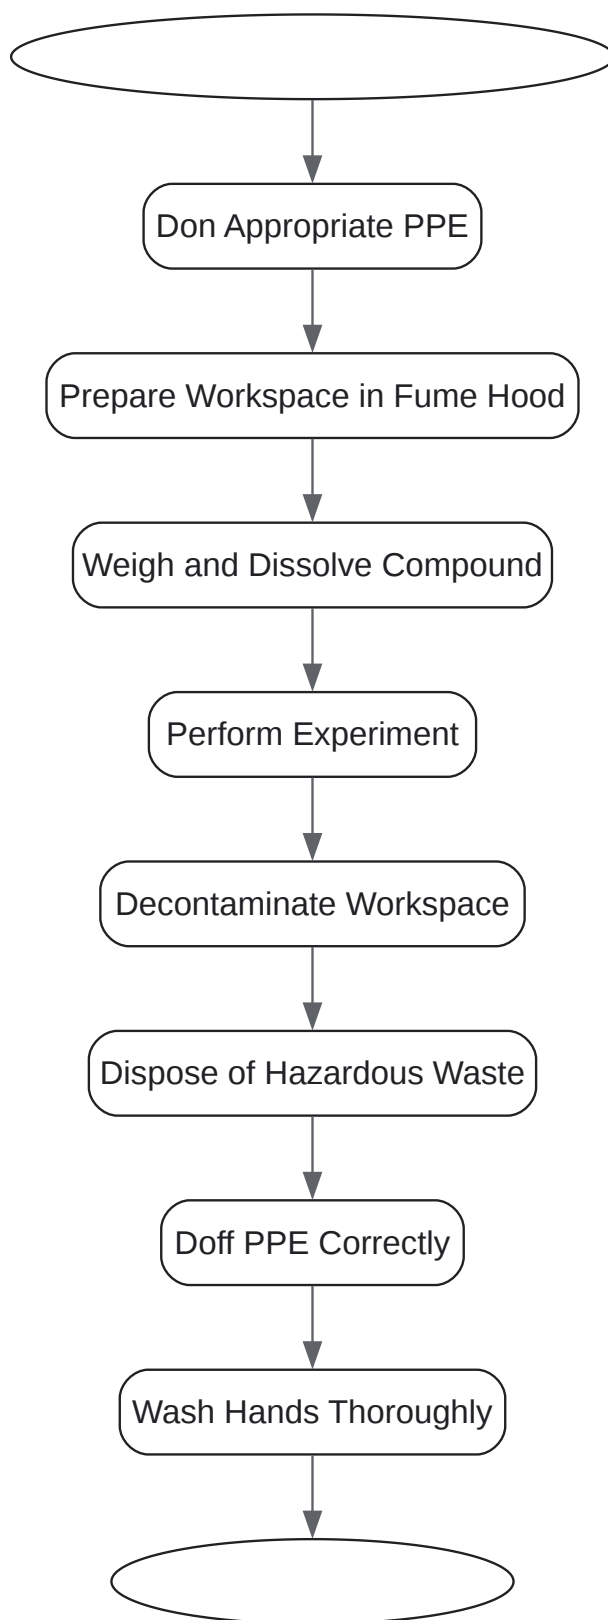 Don Appropriate PPE
Prepare Workspace in Fume Hood
Weigh and Dissolve Compound
Perform Experiment
Decontaminate Workspace
Dispose of Hazardous Waste
Doff PPE Correctly
Wash Hands Thoroughly